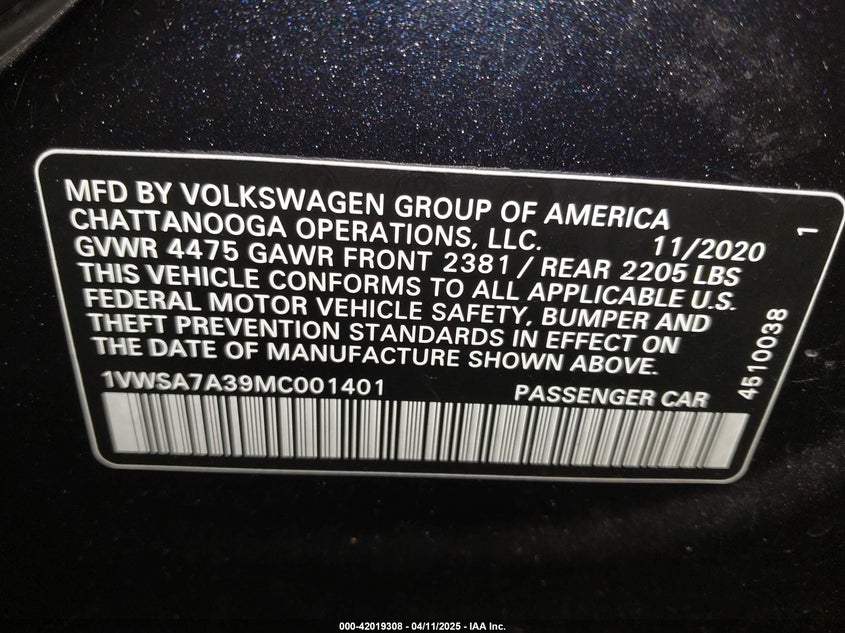 MFD BY VOLKSWAGEN GROUP OF AMERICA
CHATTANOOGA OPERATIONS, LLC. 11/2020 1
GVWR 4475 GAWR FRONT 2381 / REAR 2205 LBS
THIS VEHICLE CONFORMS TO ALL APPLICABLE U.S.
FEDERAL MOTOR VEHICLE SAFETY, BUMPER AND
THEFT PREVENTION STANDARDS IN EFFECT ON
THE DATE OF MANUFACTURE SHOWN ABOVE.
1VWSA7A39MC001401 PASSENGER CAR
4510038
000-42019308 - 04/11/2025 - IAA Inc.